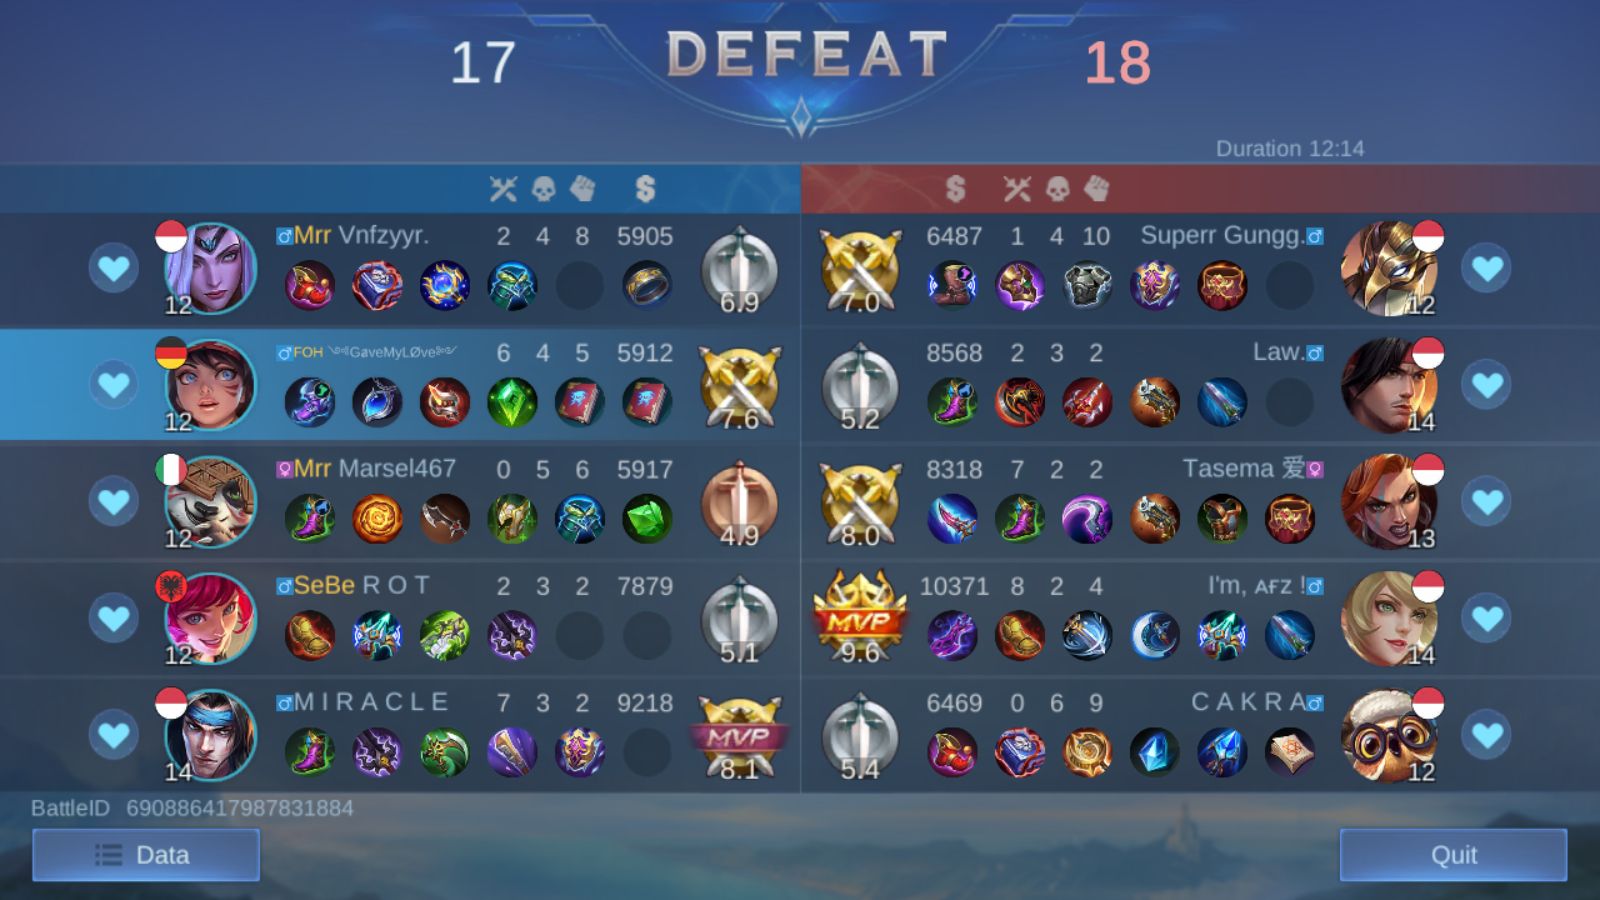 17 DEFEAT 18
Duration 12:14
Mrr Vnfzyyr. 2 4 8 5905
12 6.9
6487 1 4 10 Superr Gungg.
7.0 12
FOH GaveMyLØve 6 4 5 5912
12 7.6
8568 2 3 2 Law.
5.2 14
Mrr Marsel467 0 5 6 5917
12 4.9
8318 7 2 2 Tasema 爱
8.0 13
SeBe R O T 2 3 2 7879
12 5.1
10371 8 2 4 I'm, ᴀꜰᴢ !
MVP
9.6 14
M I R A C L E 7 3 2 9218
MVP
14 8.1
6469 0 6 9 C A K R A
5.4 12
BattleID 690886417987831884
Data
Quit